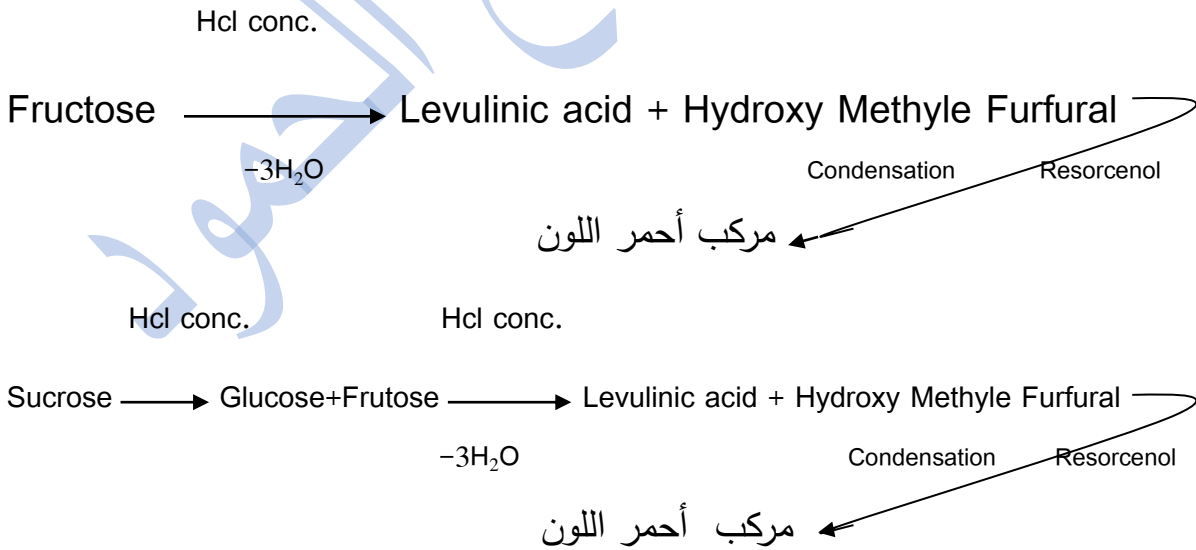 Hcl conc.
Fructose Levulinic acid + Hydroxy Methyle Furfural
−3H₂O Condensation Resorcenol
مركب أحمر اللون
Hcl conc. Hcl conc.
Sucrose Glucose+Frutose Levulinic acid + Hydroxy Methyle Furfural
−3H₂O Condensation Resorcenol
مركب أحمر اللون